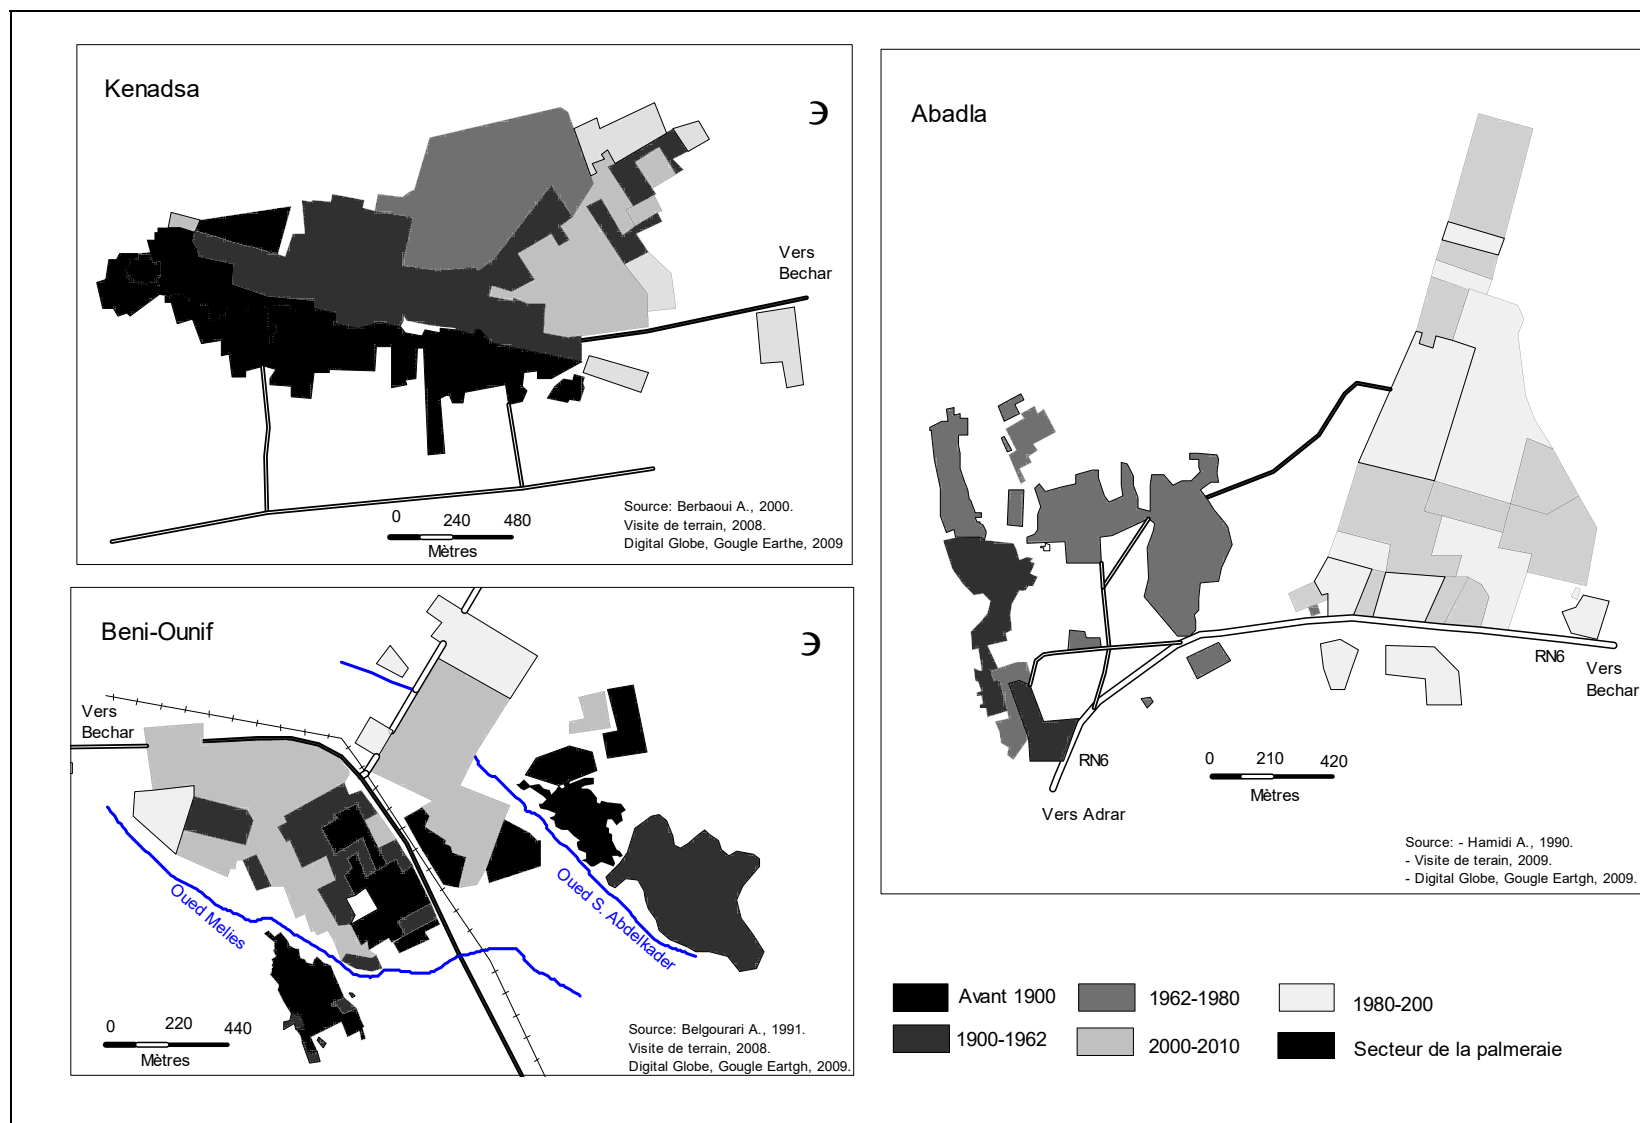 Kenadsa
϶
Vers
Bechar
Source: Berbaoui A., 2000.
Visite de terrain, 2008.
Digital Globe, Gougle Earthe, 2009
0 240 480
Mètres
Beni-Ounif
϶
Vers
Bechar
Oued Melies
Oued S. Abdelkader
0 220 440
Mètres
Source: Belgourari A., 1991.
Visite de terrain, 2008.
Digital Globe, Gougle Eartgh, 2009.
Abadla
RN6
Vers
Bechar
RN6
Vers Adrar
0 210 420
Mètres
Source: - Hamidi A., 1990.
- Visite de terain, 2009.
- Digital Globe, Gougle Eartgh, 2009.
Avant 1900
1962-1980
1980-200
1900-1962
2000-2010
Secteur de la palmeraie